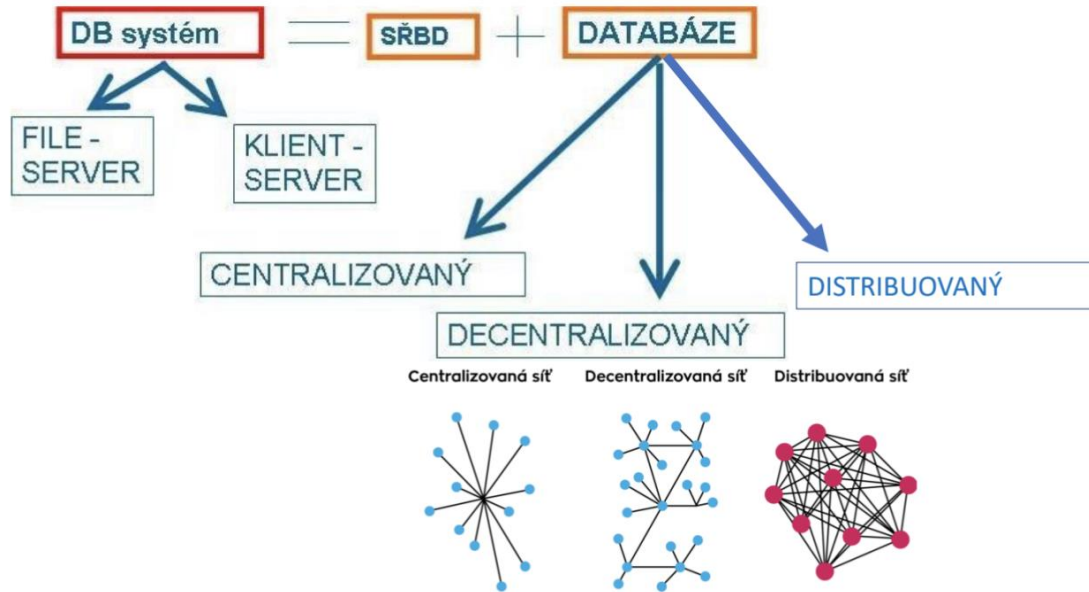 DB systém = SŘBD + DATABÁZE
FILE -
SERVER
KLIENT -
SERVER
CENTRALIZOVANÝ
DISTRIBUOVANÝ
DECENTRALIZOVANÝ
Centralizovaná síť
Decentralizovaná síť
Distribuovaná síť